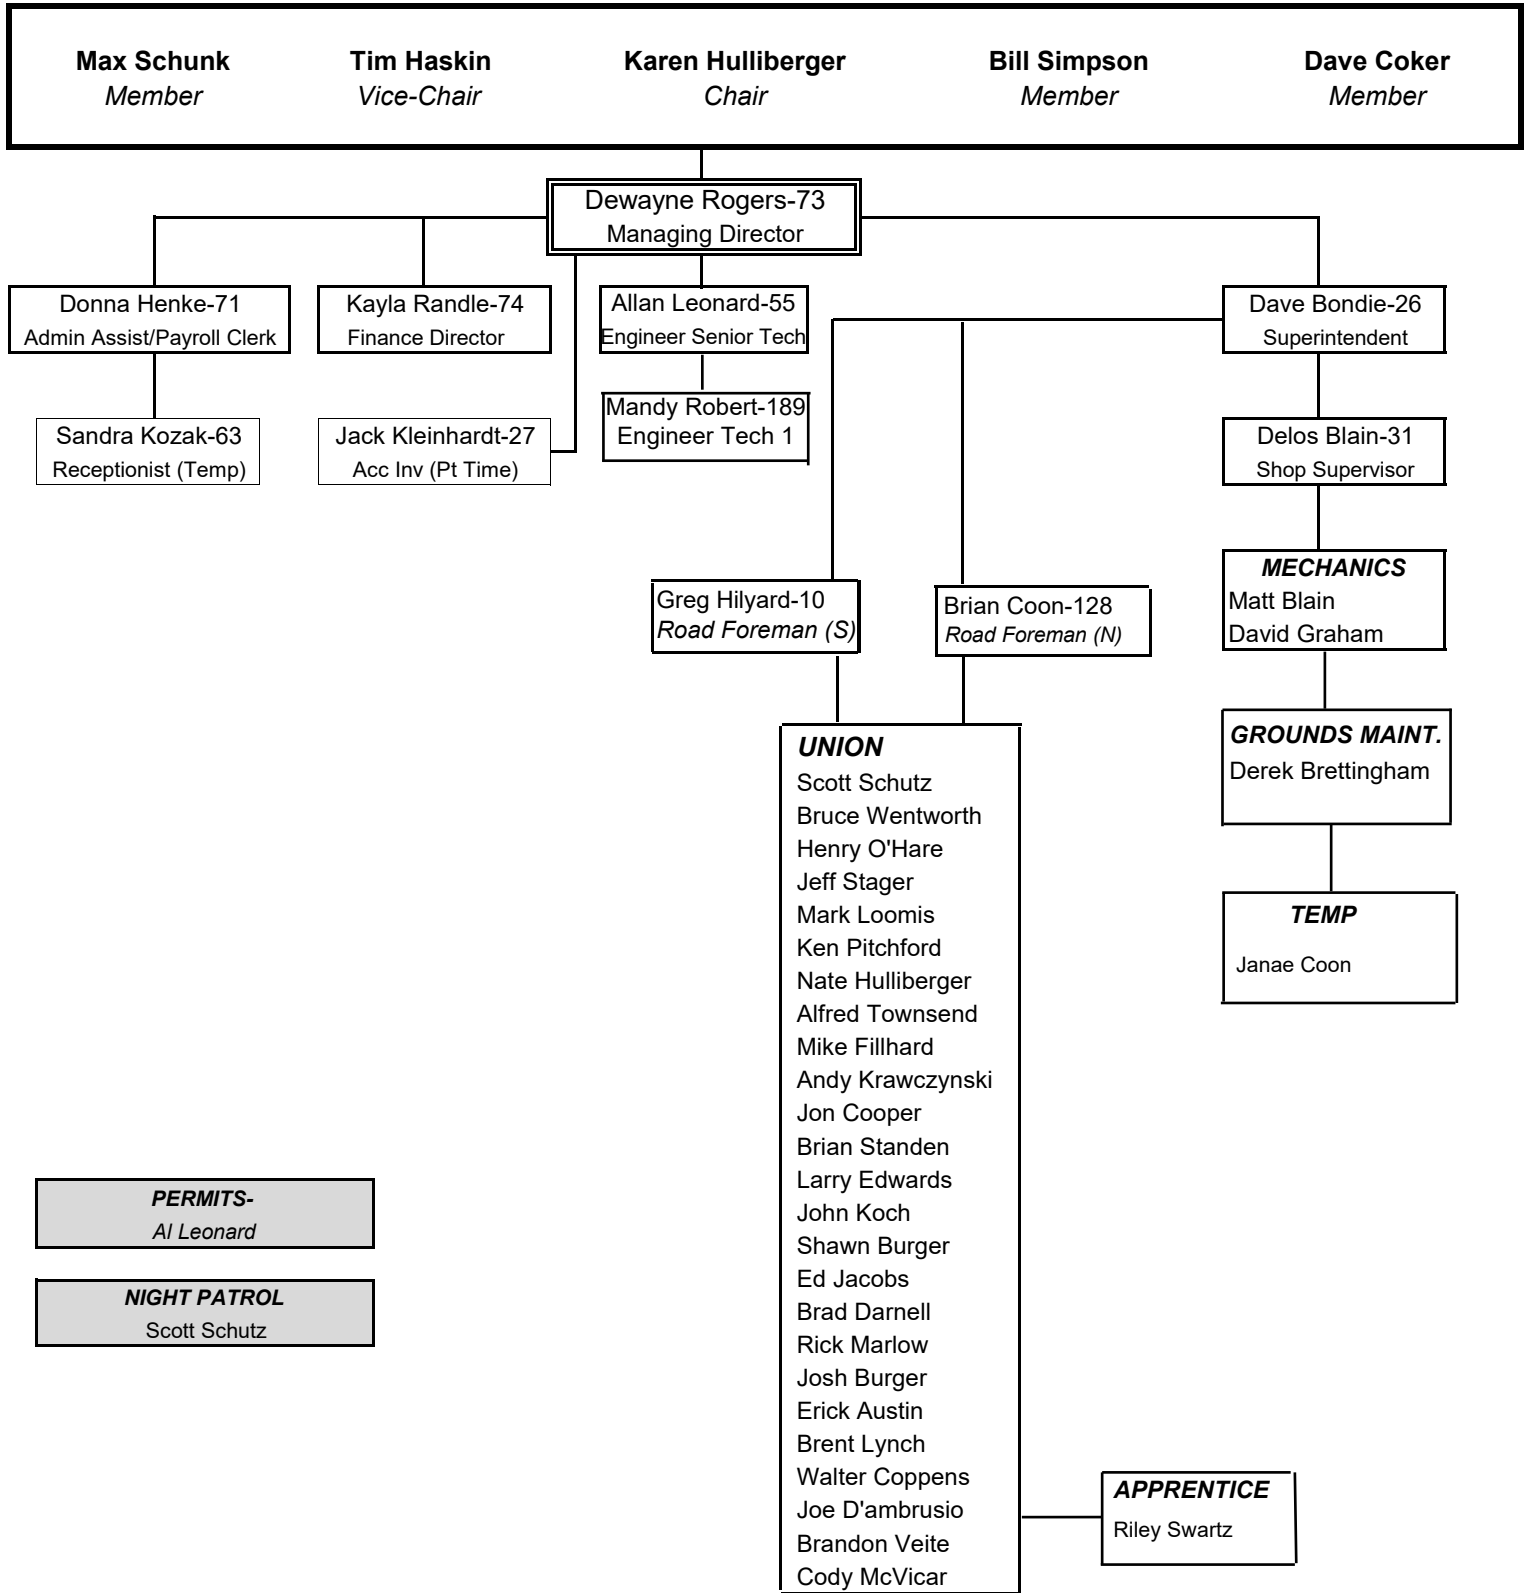 Max Schunk
Member
Tim Haskin
Vice-Chair
Karen Hulliberger
Chair
Bill Simpson
Member
Dave Coker
Member
Dewayne Rogers-73
Managing Director
Donna Henke-71
Admin Assist/Payroll Clerk
Kayla Randle-74
Finance Director
Allan Leonard-55
Engineer Senior Tech
Dave Bondie-26
Superintendent
Sandra Kozak-63
Receptionist (Temp)
Jack Kleinhardt-27
Acc Inv (Pt Time)
Mandy Robert-189
Engineer Tech 1
Delos Blain-31
Shop Supervisor
Greg Hilyard-10
Road Foreman (S)
Brian Coon-128
Road Foreman (N)
MECHANICS
Matt Blain
David Graham
GROUNDS MAINT.
Derek Brettingham
TEMP
Janae Coon
UNION
Scott Schutz
Bruce Wentworth
Henry O'Hare
Jeff Stager
Mark Loomis
Ken Pitchford
Nate Hulliberger
Alfred Townsend
Mike Fillhard
Andy Krawczynski
Jon Cooper
Brian Standen
Larry Edwards
John Koch
Shawn Burger
Ed Jacobs
Brad Darnell
Rick Marlow
Josh Burger
Erick Austin
Brent Lynch
Walter Coppens
Joe D'ambrusio
Brandon Veite
Cody McVicar
APPRENTICE
Riley Swartz
PERMITS-
Al Leonard
NIGHT PATROL
Scott Schutz